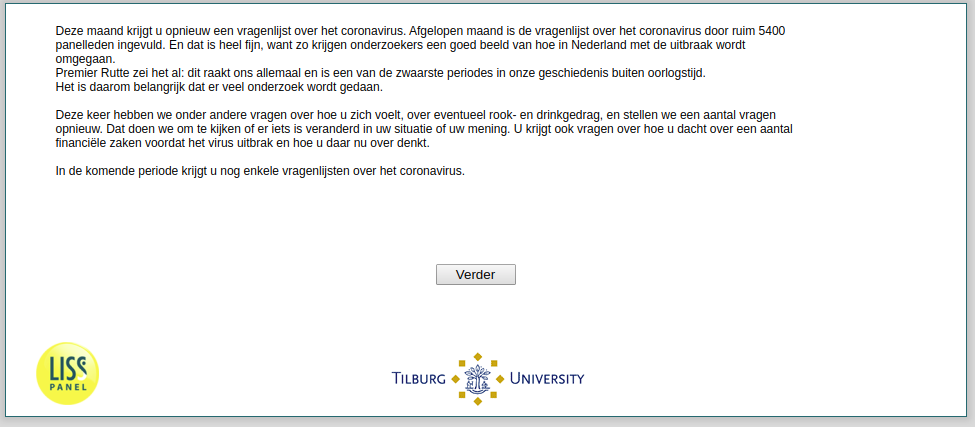 Deze maand krijgt u opnieuw een vragenlijst over het coronavirus. Afgelopen maand is de vragenlijst over het coronavirus door ruim 5400
panelleden ingevuld. En dat is heel fijn, want zo krijgen onderzoekers een goed beeld van hoe in Nederland met de uitbraak wordt
omgegaan.
Premier Rutte zei het al: dit raakt ons allemaal en is een van de zwaarste periodes in onze geschiedenis buiten oorlogstijd.
Het is daarom belangrijk dat er veel onderzoek wordt gedaan.
Deze keer hebben we onder andere vragen over hoe u zich voelt, over eventueel rook- en drinkgedrag, en stellen we een aantal vragen
opnieuw. Dat doen we om te kijken of er iets is veranderd in uw situatie of uw mening. U krijgt ook vragen over hoe u dacht over een aantal
financiële zaken voordat het virus uitbrak en hoe u daar nu over denkt.
In de komende periode krijgt u nog enkele vragenlijsten over het coronavirus.
Verder
LISS
PANEL
TILBURG UNIVERSITY